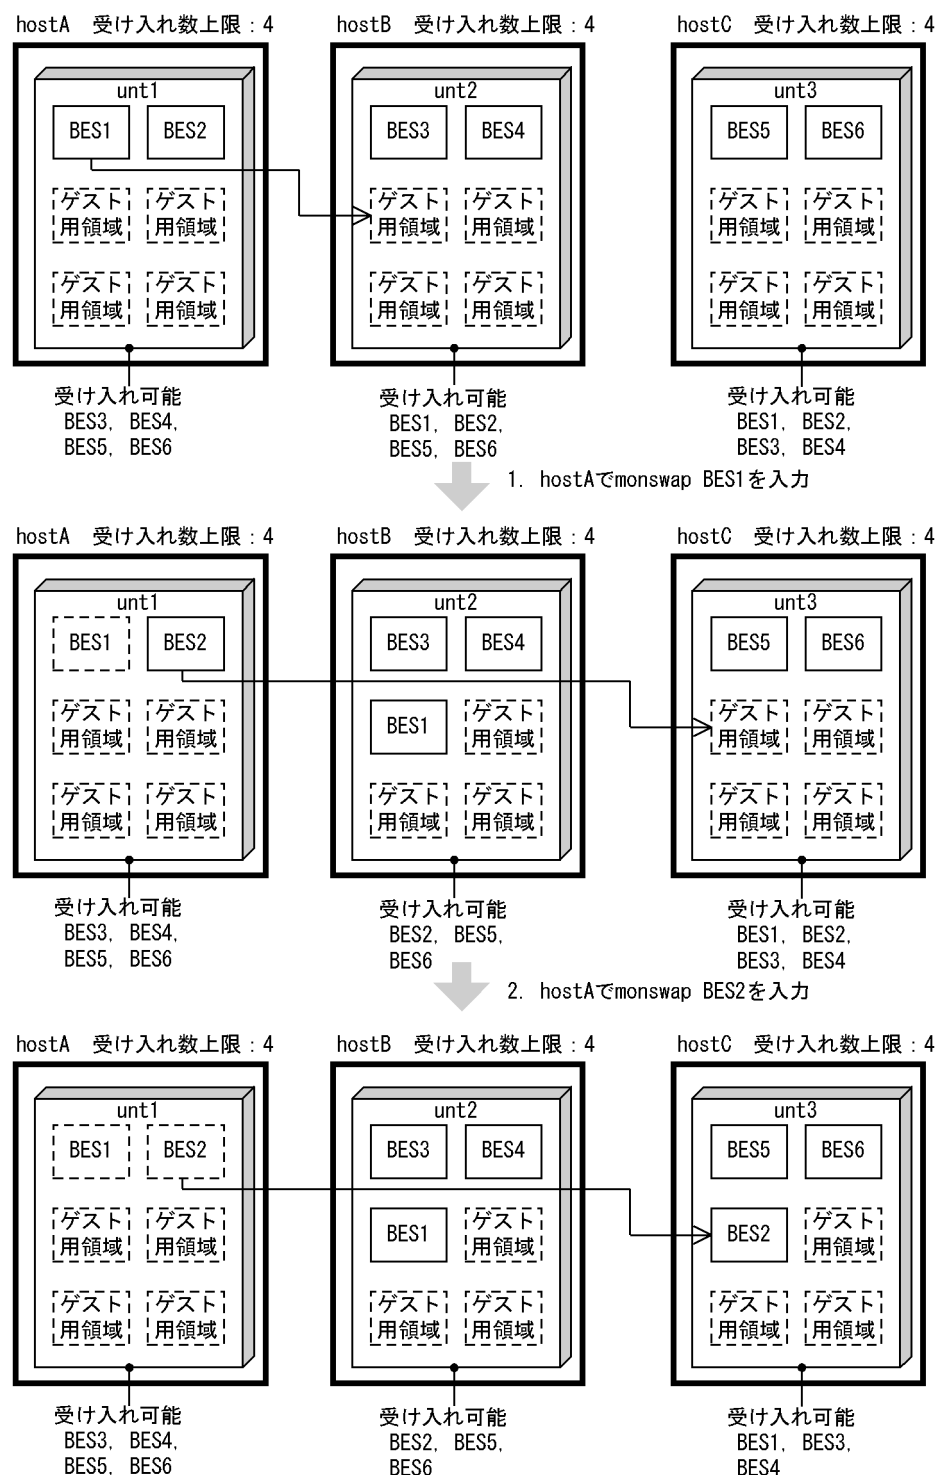 hostA　受け入れ数上限：4
hostB　受け入れ数上限：4
hostC　受け入れ数上限：4
unt1
unt2
unt3
BES1　BES2
BES3　BES4
BES5　BES6
ゲスト　ゲスト
用領域　用領域
ゲスト　ゲスト
用領域　用領域
ゲスト　ゲスト
用領域　用領域
ゲスト　ゲスト
用領域　用領域
ゲスト　ゲスト
用領域　用領域
ゲスト　ゲスト
用領域　用領域
受け入れ可能
BES3, BES4,
BES5, BES6
受け入れ可能
BES1, BES2,
BES5, BES6
受け入れ可能
BES1, BES2,
BES3, BES4
1. hostAでmonswap BES1を入力
hostA　受け入れ数上限：4
hostB　受け入れ数上限：4
hostC　受け入れ数上限：4
unt1
unt2
unt3
BES1　BES2
BES3　BES4
BES5　BES6
ゲスト　ゲスト
用領域　用領域
BES1　ゲスト
用領域
ゲスト　ゲスト
用領域　用領域
ゲスト　ゲスト
用領域　用領域
ゲスト　ゲスト
用領域　用領域
ゲスト　ゲスト
用領域　用領域
受け入れ可能
BES3, BES4,
BES5, BES6
受け入れ可能
BES2, BES5,
BES6
受け入れ可能
BES1, BES2,
BES3, BES4
2. hostAでmonswap BES2を入力
hostA　受け入れ数上限：4
hostB　受け入れ数上限：4
hostC　受け入れ数上限：4
unt1
unt2
unt3
BES1　BES2
BES3　BES4
BES5　BES6
ゲスト　ゲスト
用領域　用領域
BES1　ゲスト
用領域
BES2　ゲスト
用領域
ゲスト　ゲスト
用領域　用領域
ゲスト　ゲスト
用領域　用領域
ゲスト　ゲスト
用領域　用領域
受け入れ可能
BES3, BES4,
BES5, BES6
受け入れ可能
BES2, BES5,
BES6
受け入れ可能
BES1, BES3,
BES4